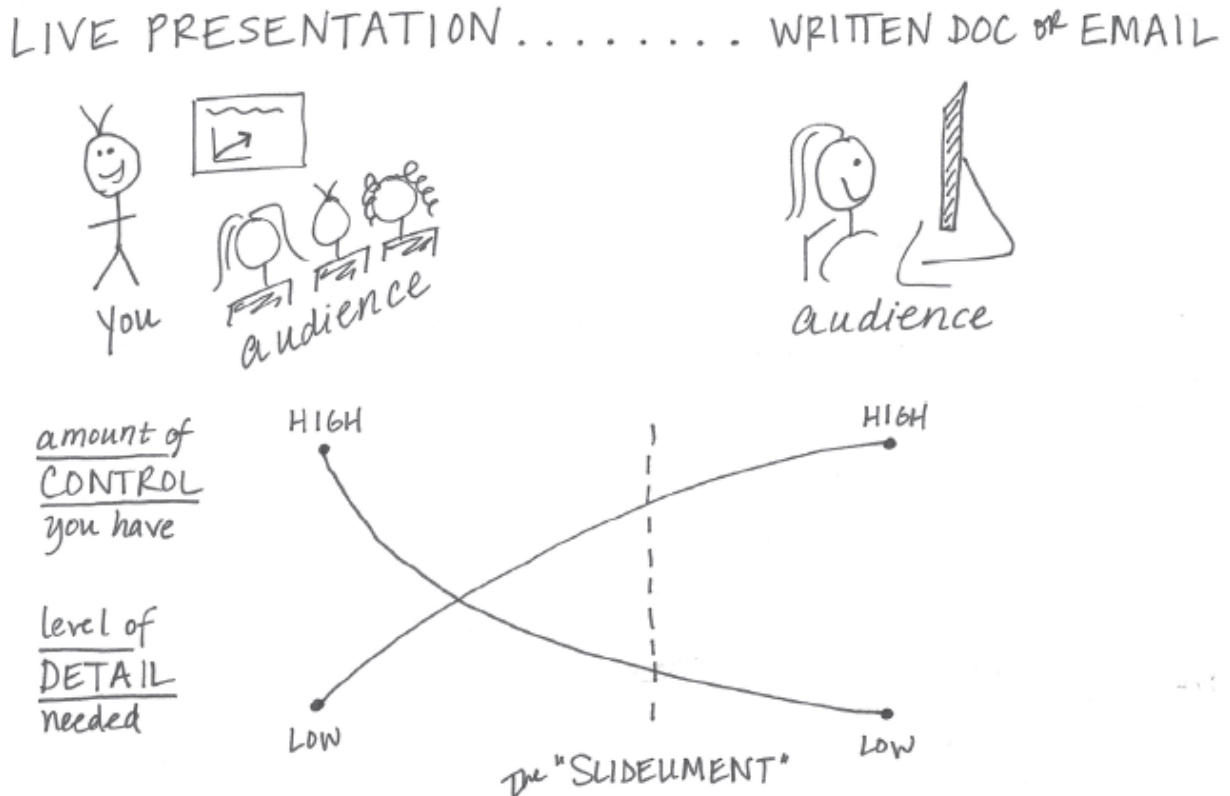 LIVE PRESENTATION ........ WRITTEN DOC OR EMAIL
you
audience
audience
amount of
CONTROL
you have
HIGH
HIGH
level of
DETAIL
needed
LOW
LOW
The "SLIDEUMENT"